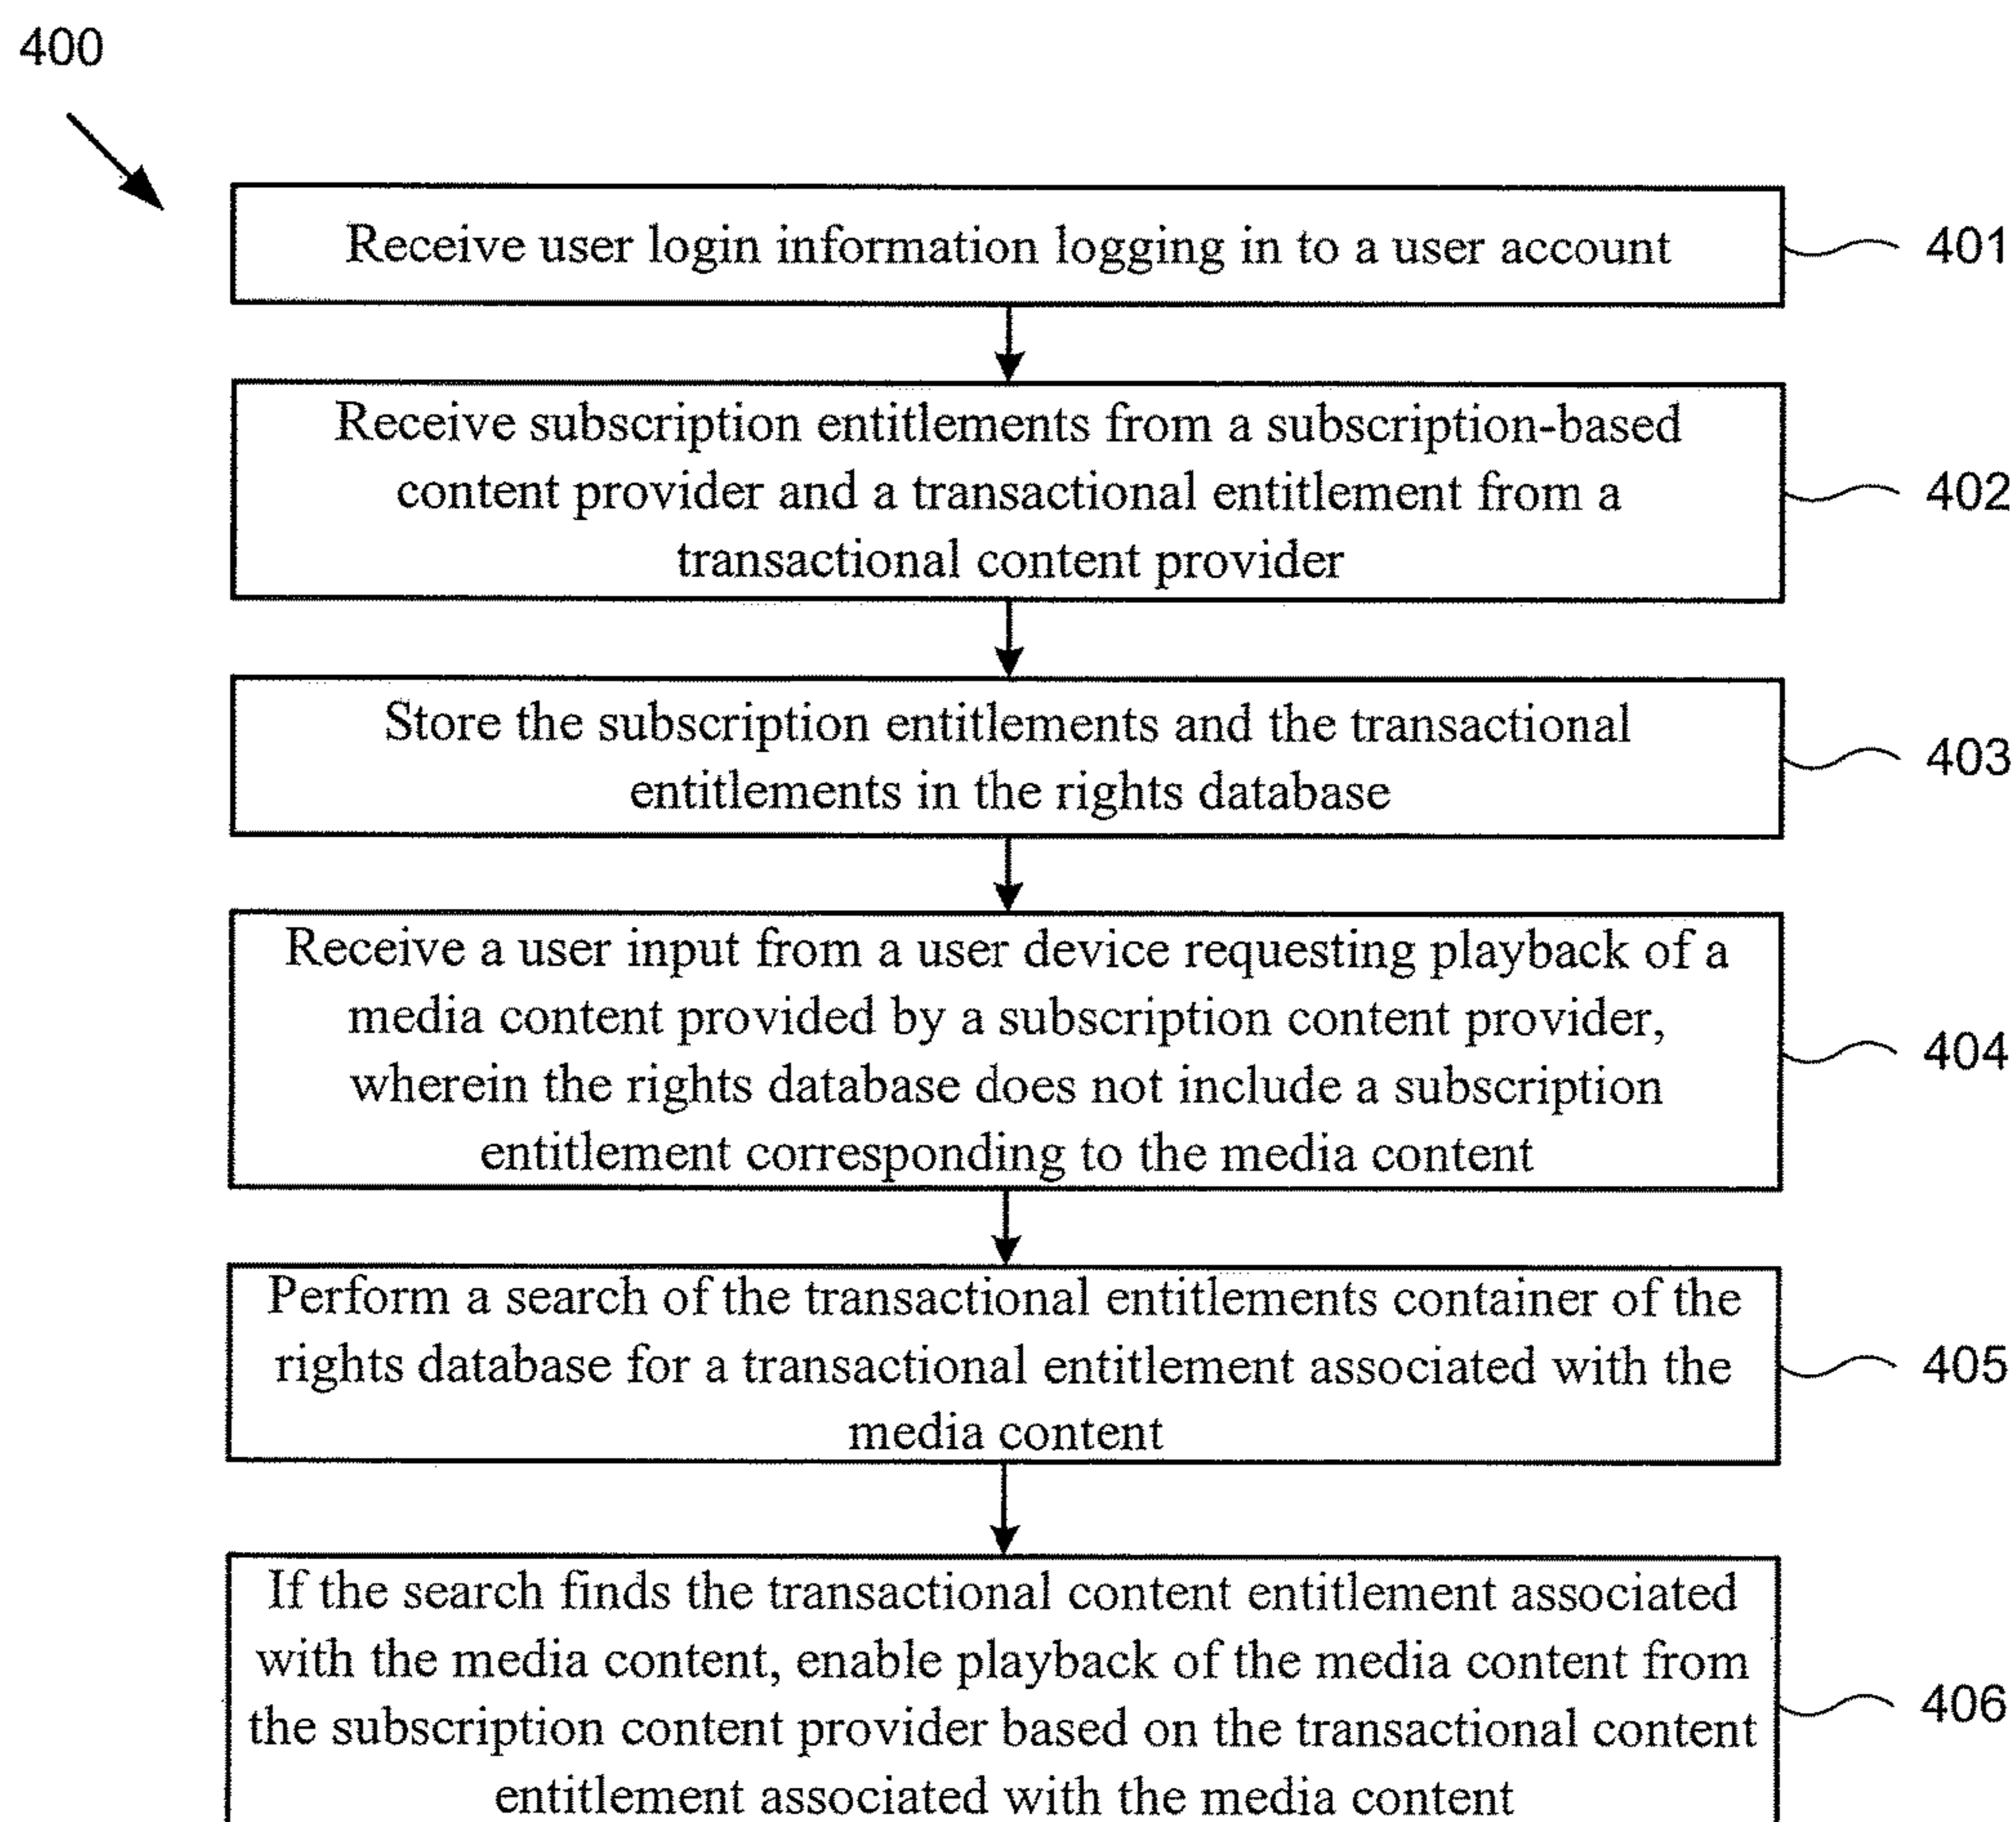 400
Receive user login information logging in to a user account
401
Receive subscription entitlements from a subscription-based
content provider and a transactional entitlement from a
transactional content provider
402
Store the subscription entitlements and the transactional
entitlements in the rights database
403
Receive a user input from a user device requesting playback of a
media content provided by a subscription content provider,
wherein the rights database does not include a subscription
entitlement corresponding to the media content
404
Perform a search of the transactional entitlements container of the
rights database for a transactional entitlement associated with the
media content
405
If the search finds the transactional content entitlement associated
with the media content, enable playback of the media content from
the subscription content provider based on the transactional content
entitlement associated with the media content
406